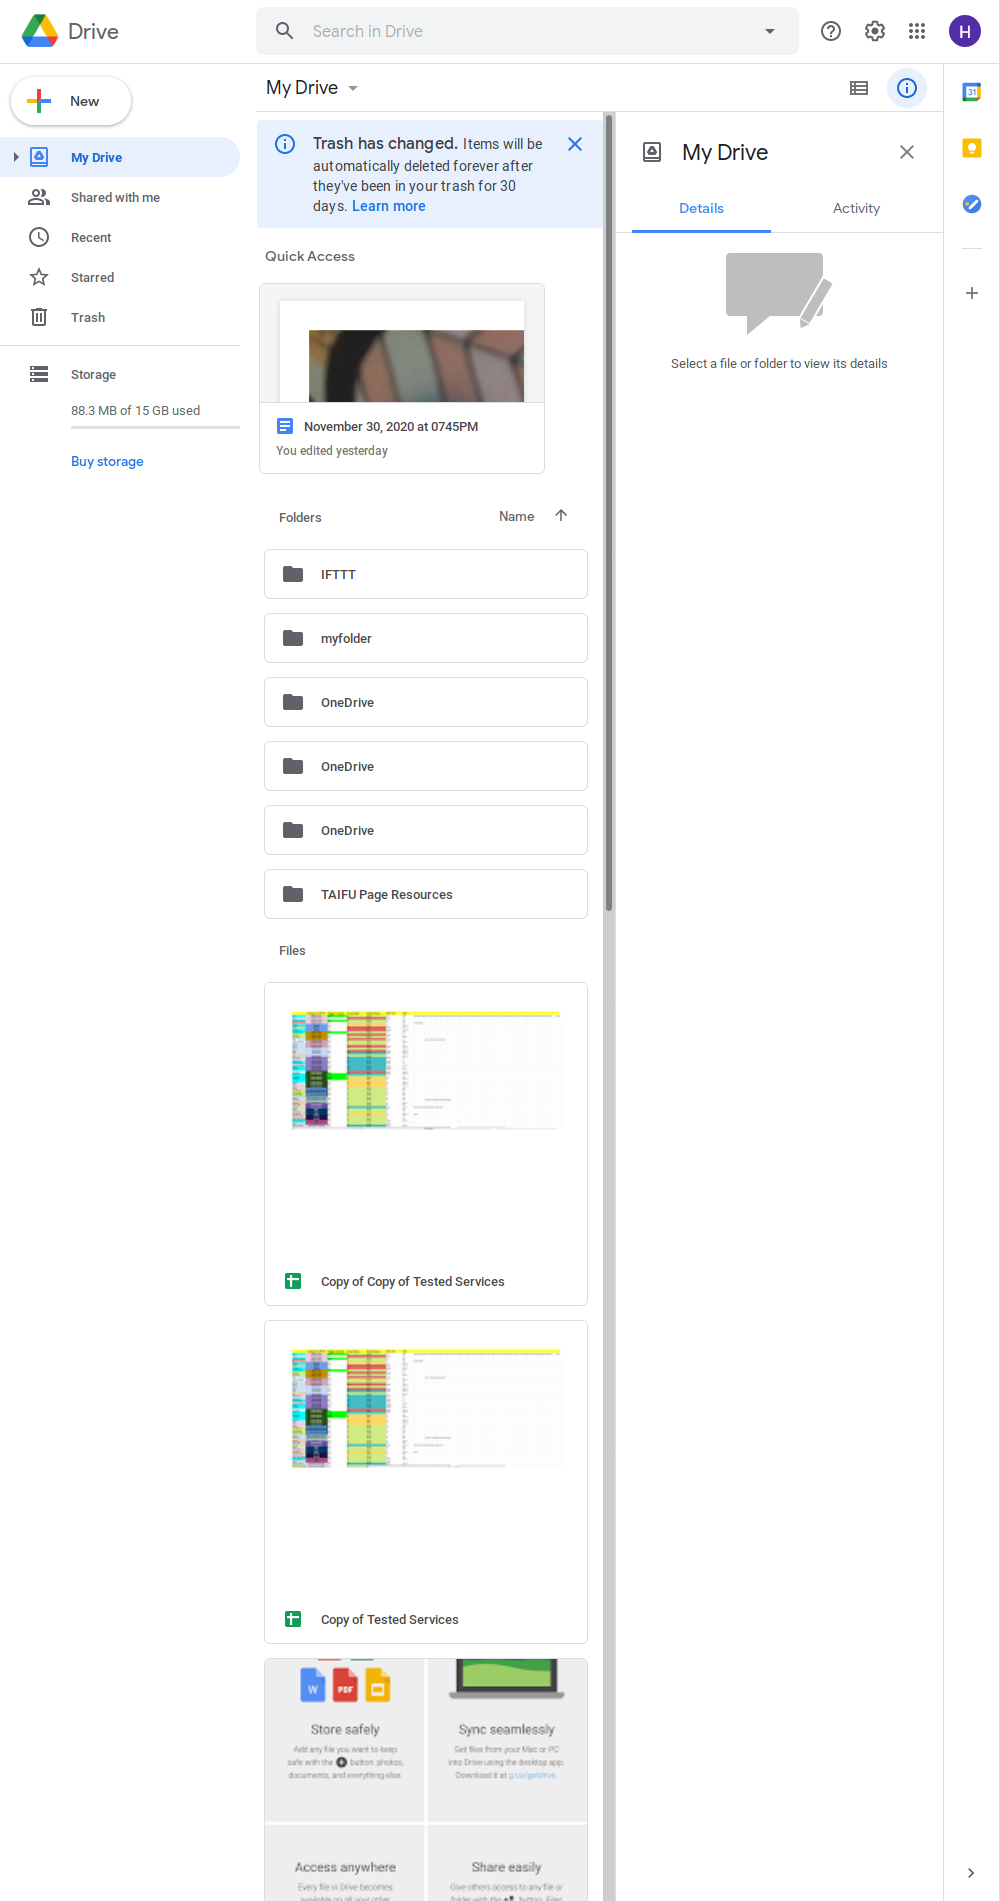 Drive
Search in Drive
H
New
My Drive
Shared with me
Recent
Starred
Trash
Storage
88.3 MB of 15 GB used
Buy storage
My Drive
Trash has changed. Items will be
automatically deleted forever after
they've been in your trash for 30
days. Learn more
Quick Access
November 30, 2020 at 0745PM
You edited yesterday
Folders
Name
IFTTT
myfolder
OneDrive
OneDrive
OneDrive
TAIFU Page Resources
Files
Copy of Copy of Tested Services
Copy of Tested Services
W
PDF
Store safely
Add any file you want to keep
safe with the button: photos,
documents, and everything else.
Sync seamlessly
Get files from your Mac or PC
into Drive using the desktop app.
Download it at g.co/getdrive.
Access anywhere
Every file in Drive becomes
available on all your other
Share easily
Give others access to any file or
folder with the button. Files
My Drive
Details
Activity
Select a file or folder to view its details
31